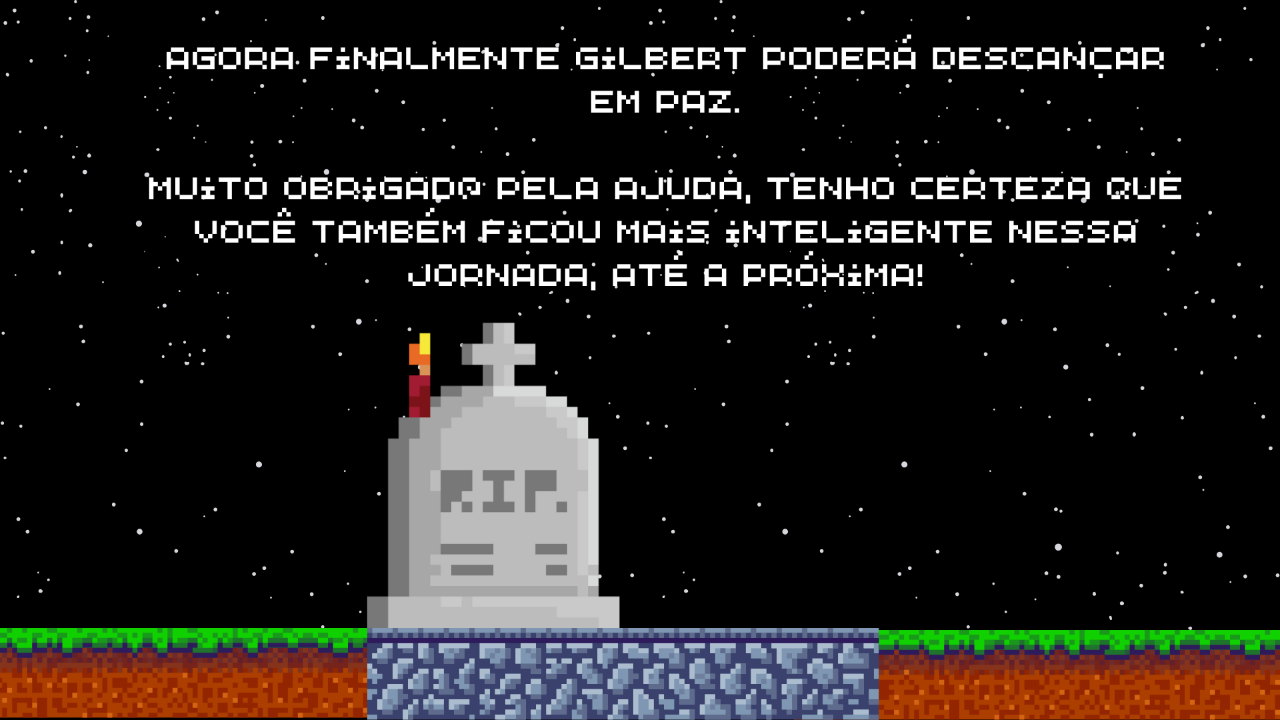 AGORA FINALMENTE GILBERT PODERÁ DESCANÇAR
EM PAZ.
MUITO OBRIGAD@ PELA AJUDA, TENHO CERTEZA QUE
VOCÊ TAMBÉM FICOU MAIS INTELIGENTE NESSA
JORNADA, ATÉ A PRÓXIMA!
R.I.P.